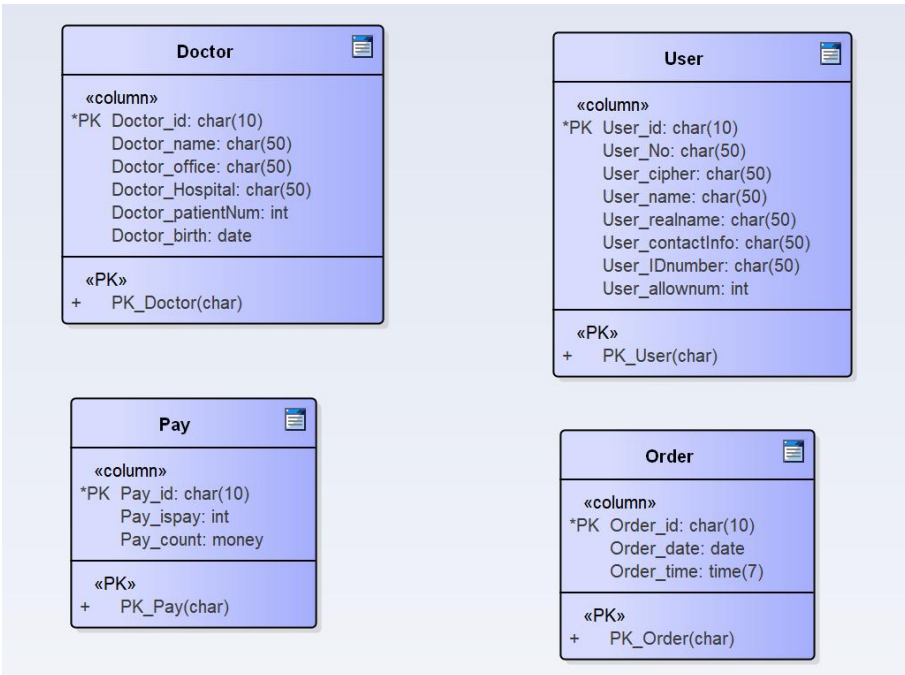 Doctor
«column»
*PK Doctor_id: char(10)
Doctor_name: char(50)
Doctor_office: char(50)
Doctor_Hospital: char(50)
Doctor_patientNum: int
Doctor_birth: date
«PK»
+ PK_Doctor(char)
User
«column»
*PK User_id: char(10)
User_No: char(50)
User_cipher: char(50)
User_name: char(50)
User_realname: char(50)
User_contactInfo: char(50)
User_IDnumber: char(50)
User_allownum: int
«PK»
+ PK_User(char)
Pay
«column»
*PK Pay_id: char(10)
Pay_ispay: int
Pay_count: money
«PK»
+ PK_Pay(char)
Order
«column»
*PK Order_id: char(10)
Order_date: date
Order_time: time(7)
«PK»
+ PK_Order(char)